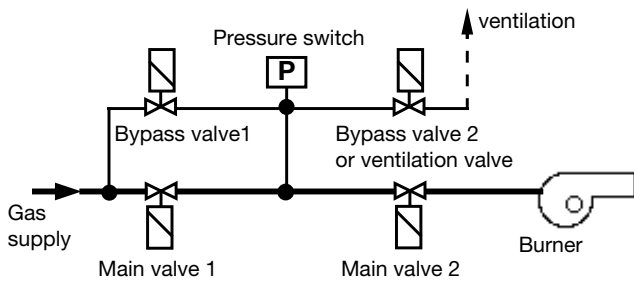 ventilation
Pressure switch
P
Bypass valve1
Bypass valve 2
or ventilation valve
Gas
supply
Burner
Main valve 1
Main valve 2